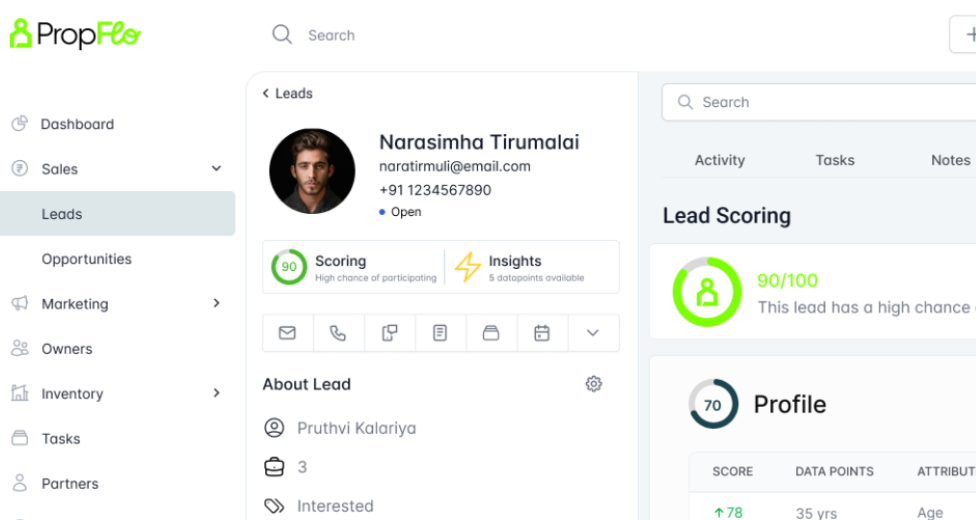 PropFlo
Search
Dashboard
Sales
Leads
Opportunities
Marketing
Owners
Inventory
Tasks
Partners
Leads
Narasimha Tirumalai
naratirmuli@email.com
+91 1234567890
Open
90
Scoring
High chance of participating
Insights
5 datapoints available
About Lead
Pruthvi Kalariya
3
Interested
Search
Activity Tasks Notes
Lead Scoring
90/100
This lead has a high chance
70
Profile
SCORE DATA POINTS ATTRIBUT
↑78 35 yrs Age